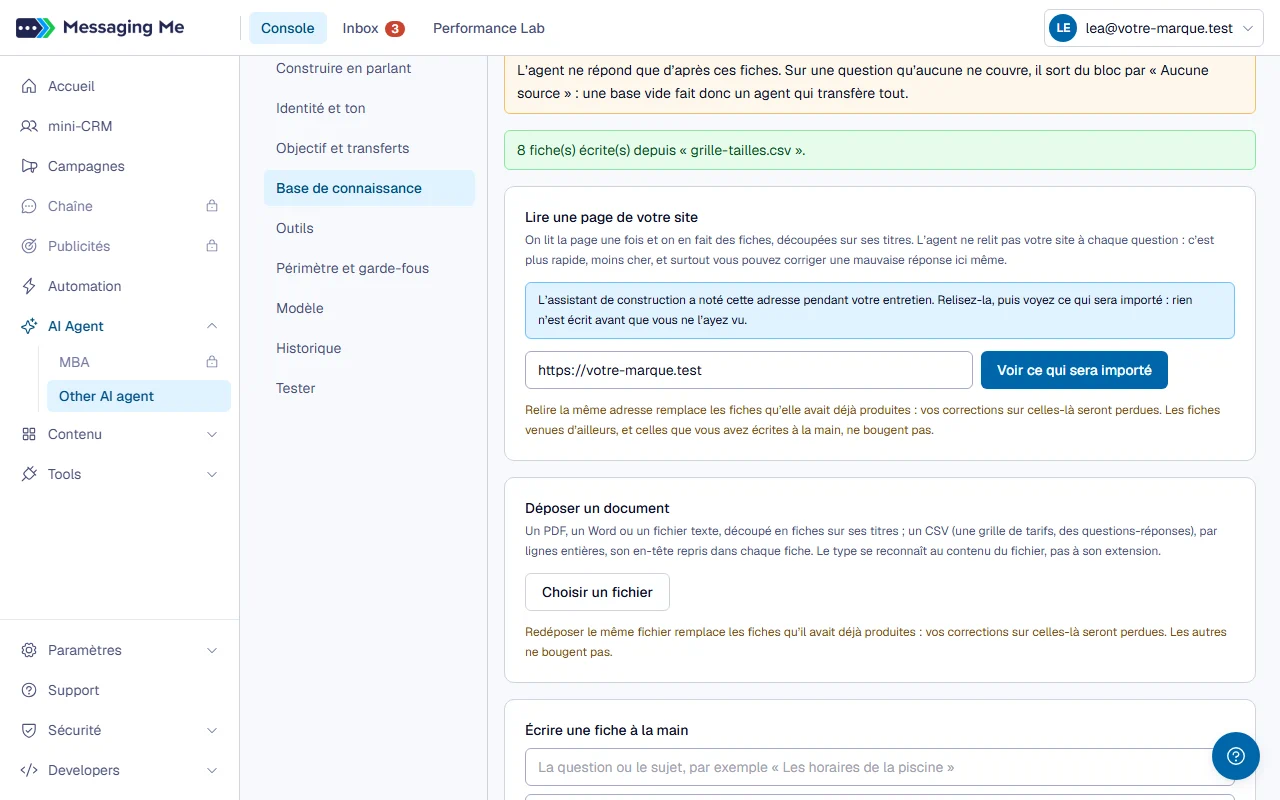 Messaging Me
Console
Inbox 3
Performance Lab
LE lea@votre-marque.test
Accueil
mini-CRM
Campagnes
Chaîne
Publicités
Automation
AI Agent
MBA
Other AI agent
Contenu
Tools
Paramètres
Support
Sécurité
Developers
Construire en parlant
Identité et ton
Objectif et transferts
Base de connaissance
Outils
Périmètre et garde-fous
Modèle
Historique
Tester
L'agent ne répond que d'après ces fiches. Sur une question qu'aucune ne couvre, il sort du bloc par « Aucune
source » : une base vide fait donc un agent qui transfère tout.
8 fiche(s) écrite(s) depuis « grille-tailles.csv ».
Lire une page de votre site
On lit la page une fois et on en fait des fiches, découpées sur ses titres. L'agent ne relit pas votre site à chaque question : c'est
plus rapide, moins cher, et surtout vous pouvez corriger une mauvaise réponse ici même.
L'assistant de construction a noté cette adresse pendant votre entretien. Relisez-la, puis voyez ce qui sera importé : rien
n'est écrit avant que vous ne l'ayez vu.
https://votre-marque.test
Voir ce qui sera importé
Relire la même adresse remplace les fiches qu'elle avait déjà produites : vos corrections sur celles-là seront perdues. Les fiches
venues d'ailleurs, et celles que vous avez écrites à la main, ne bougent pas.
Déposer un document
Un PDF, un Word ou un fichier texte, découpé en fiches sur ses titres ; un CSV (une grille de tarifs, des questions-réponses), par
lignes entières, son en-tête repris dans chaque fiche. Le type se reconnaît au contenu du fichier, pas à son extension.
Choisir un fichier
Redéposer le même fichier remplace les fiches qu'il avait déjà produites : vos corrections sur celles-là seront perdues. Les autres
ne bougent pas.
Écrire une fiche à la main
La question ou le sujet, par exemple « Les horaires de la piscine »